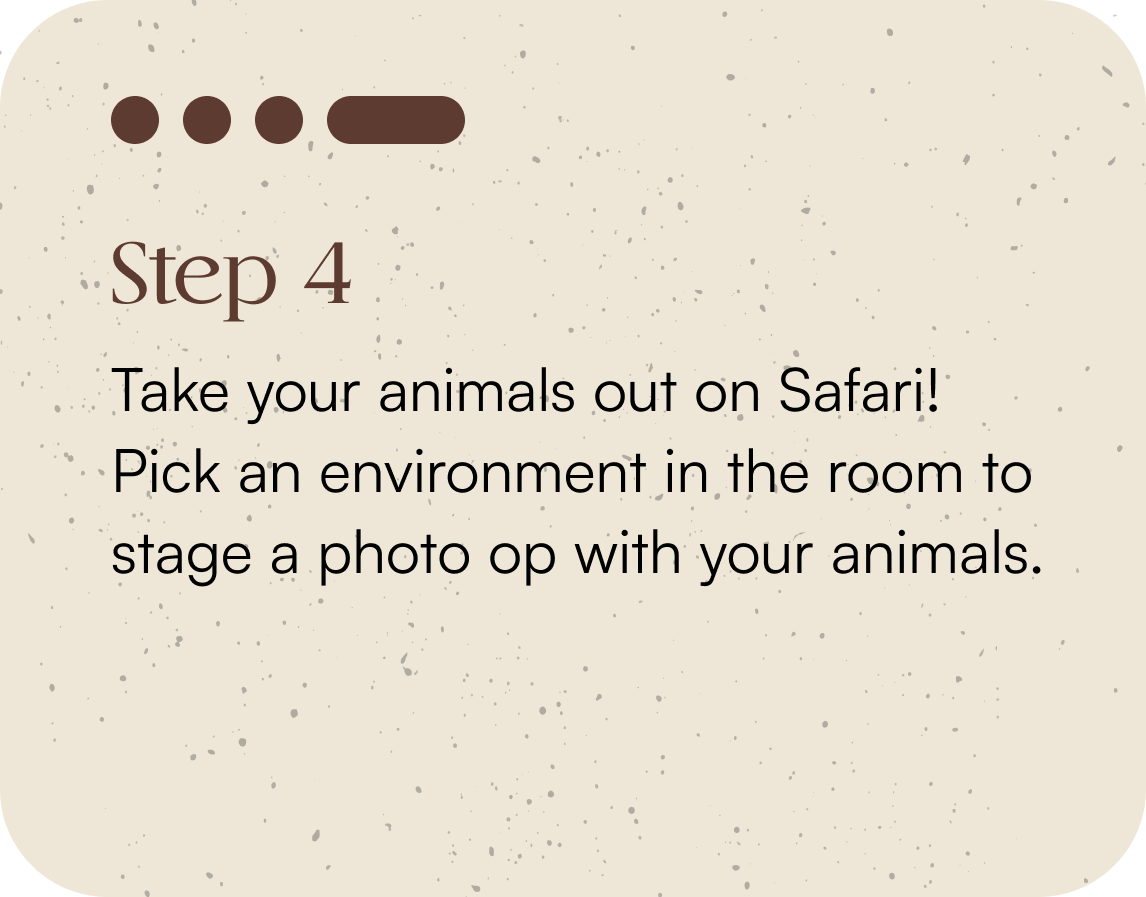 Step 4
Take your animals out on Safari!
Pick an environment in the room to
stage a photo op with your animals.